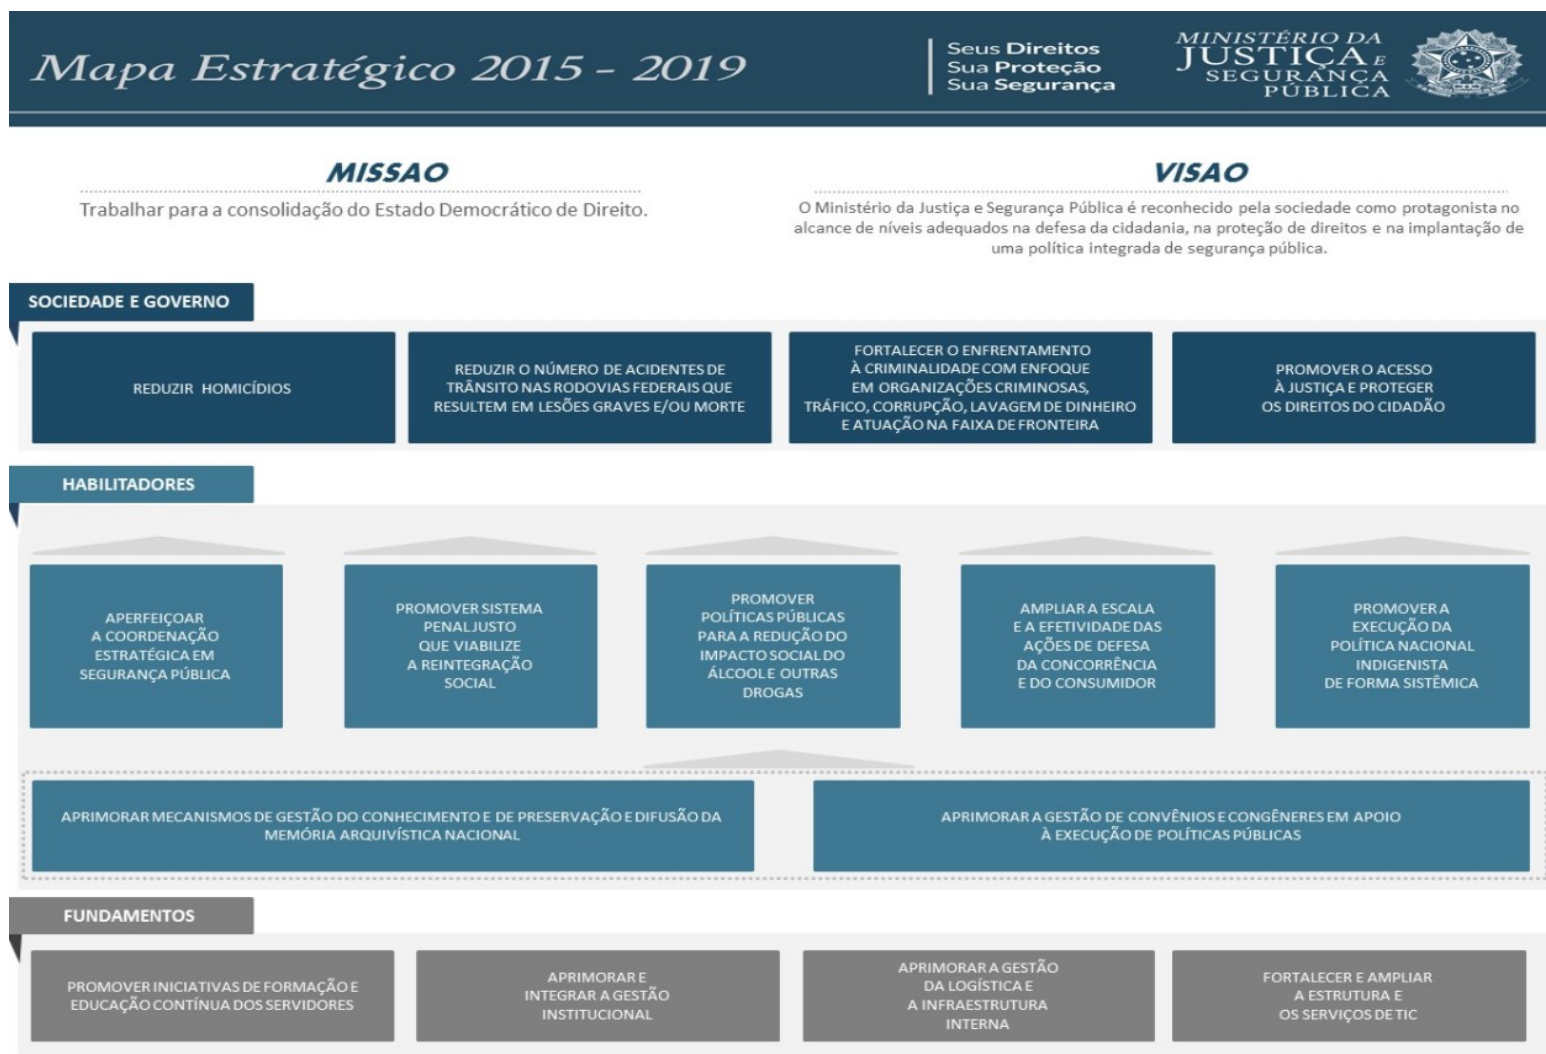 Mapa Estratégico 2015 - 2019
Seus Direitos
Sua Proteção
Sua Segurança
MINISTÉRIO DA
JUSTIÇA E
SEGURANÇA
PÚBLICA
MISSAO
Trabalhar para a consolidação do Estado Democrático de Direito.
VISAO
O Ministério da Justiça e Segurança Pública é reconhecido pela sociedade como protagonista no
alcance de níveis adequados na defesa da cidadania, na proteção de direitos e na implantação de
uma política integrada de segurança pública.
SOCIEDADE E GOVERNO
REDUZIR HOMICÍDIOS
REDUZIR O NÚMERO DE ACIDENTES DE
TRÂNSITO NAS RODOVIAS FEDERAIS QUE
RESULTEM EM LESÕES GRAVES E/OU MORTE
FORTALECER O ENFRENTAMENTO
À CRIMINALIDADE COM ENFOQUE
EM ORGANIZAÇÕES CRIMINOSAS,
TRÁFICO, CORRUPÇÃO, LAVAGEM DE DINHEIRO
E ATUAÇÃO NA FAIXA DE FRONTEIRA
PROMOVER O ACESSO
À JUSTIÇA E PROTEGER
OS DIREITOS DO CIDADÃO
HABILITADORES
APERFEIÇOAR
A COORDENAÇÃO
ESTRATÉGICA EM
SEGURANÇA PÚBLICA
PROMOVER SISTEMA
PENAL JUSTO
QUE VIABILIZE
A REINTEGRAÇÃO
SOCIAL
PROMOVER
POLÍTICAS PÚBLICAS
PARA A REDUÇÃO DO
IMPACTO SOCIAL DO
ÁLCOOL E OUTRAS
DROGAS
AMPLIAR A ESCALA
E A EFETIVIDADE DAS
AÇÕES DE DEFESA
DA CONCORRÊNCIA
E DO CONSUMIDOR
PROMOVER A
EXECUÇÃO DA
POLÍTICA NACIONAL
INDIGENISTA
DE FORMA SISTÊMICA
APRIMORAR MECANISMOS DE GESTÃO DO CONHECIMENTO E DE PRESERVAÇÃO E DIFUSÃO DA
MEMÓRIA ARQUIVÍSTICA NACIONAL
APRIMORAR A GESTÃO DE CONVÊNIOS E CONGÊNERES EM APOIO
À EXECUÇÃO DE POLÍTICAS PÚBLICAS
FUNDAMENTOS
PROMOVER INICIATIVAS DE FORMAÇÃO E
EDUCAÇÃO CONTÍNUA DOS SERVIDORES
APRIMORAR E
INTEGRAR A GESTÃO
INSTITUCIONAL
APRIMORAR A GESTÃO
DA LOGÍSTICA E
A INFRAESTRUTURA
INTERNA
FORTALECER E AMPLIAR
A ESTRUTURA E
OS SERVIÇOS DE TIC